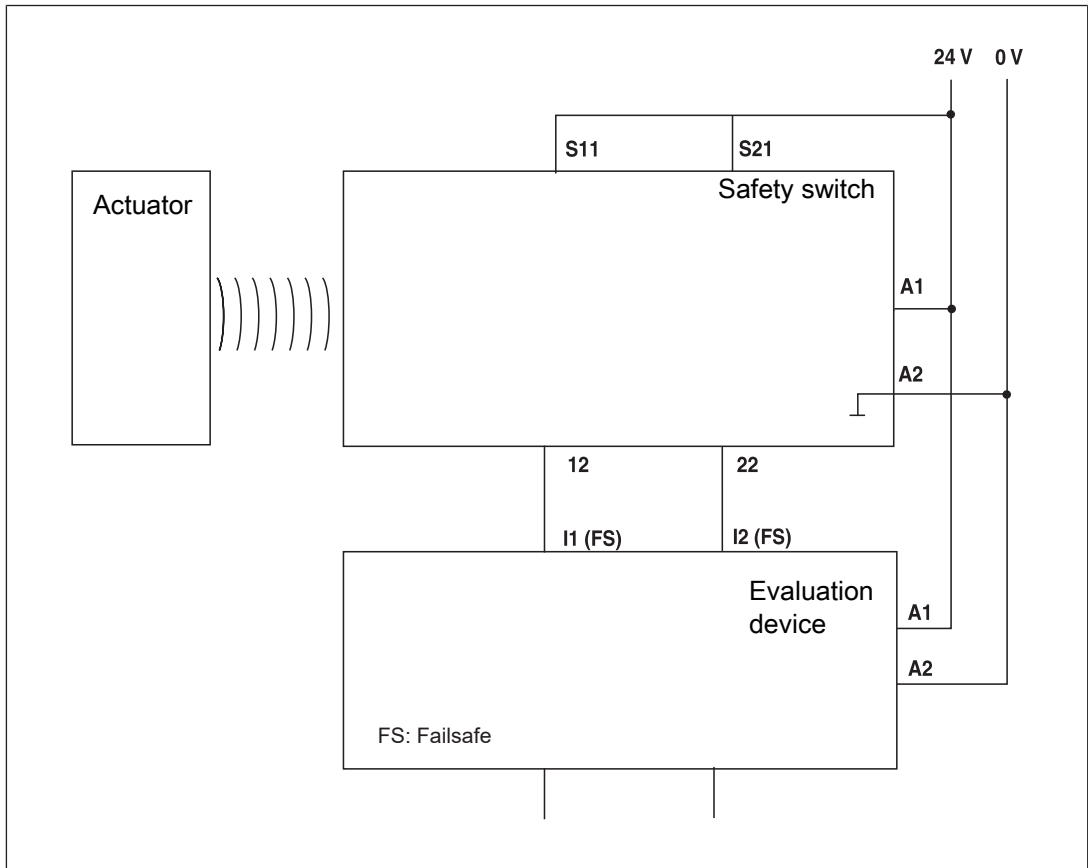 24 V 0 V
S11 S21
Safety switch
Actuator
A1
A2
12 22
I1 (FS) I2 (FS)
Evaluation
device
A1
A2
FS: Failsafe